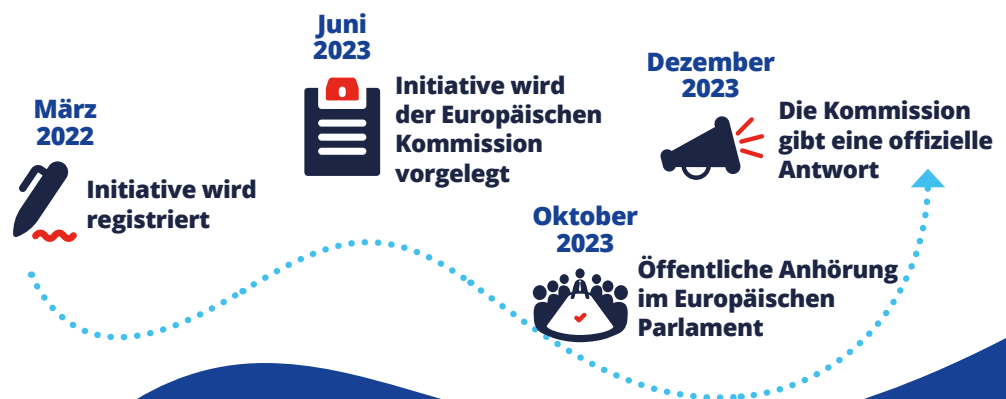 März
2022
Initiative wird
registriert
Juni
2023
Initiative wird
der Europäischen
Kommission
vorgelegt
Oktober
2023
Öffentliche Anhörung
im Europäischen
Parlament
Dezember
2023
Die Kommission
gibt eine offizielle
Antwort